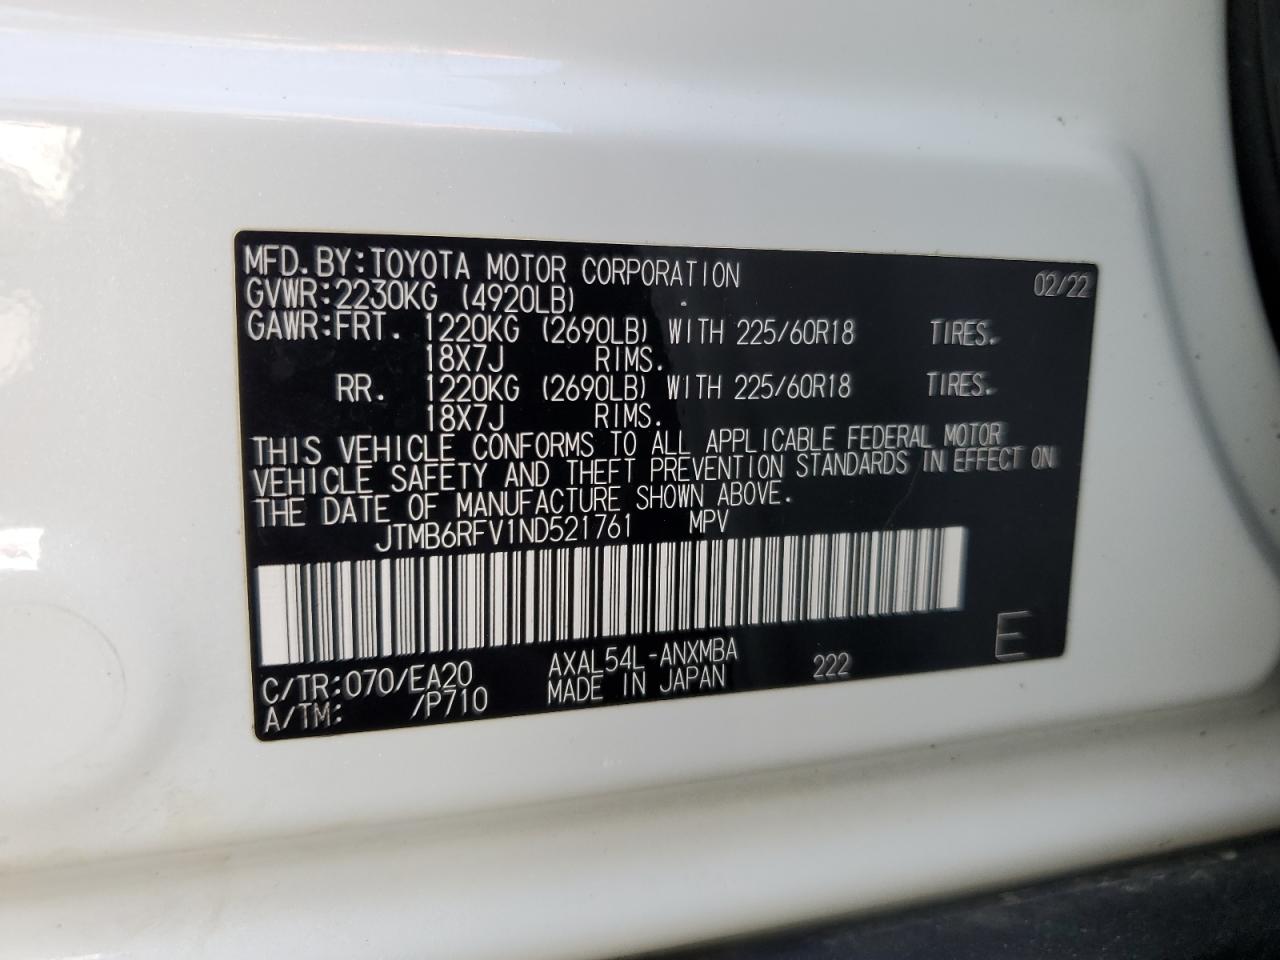 MFD.BY:TOYOTA MOTOR CORPORATION 02/22
GVWR:2230KG (4920LB)
GAWR:FRT. 1220KG (2690LB) WITH 225/60R18 TIRES.
18X7J RIMS.
RR. 1220KG (2690LB) WITH 225/60R18 TIRES.
18X7J RIMS.
THIS VEHICLE CONFORMS TO ALL APPLICABLE FEDERAL MOTOR
VEHICLE SAFETY AND THEFT PREVENTION STANDARDS IN EFFECT ON
THE DATE OF MANUFACTURE SHOWN ABOVE.
JTMB6RFV1ND521761 MPV
E
C/TR:070/EA20 AXAL54L-ANXMBA 222
A/TM: /P710 MADE IN JAPAN